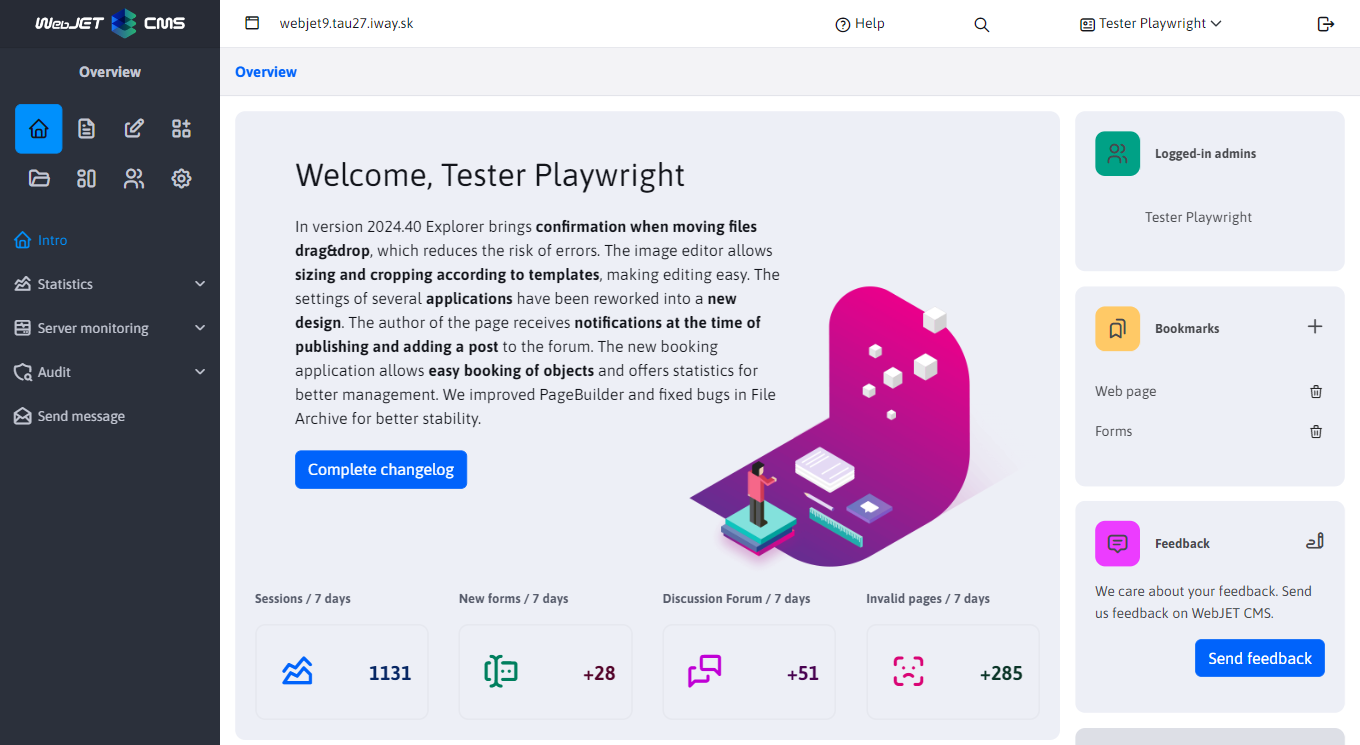 WebJET CMS
webjet9.tau27.iway.sk
Help
Tester Playwright
Overview
Overview
Intro
Statistics
Server monitoring
Audit
Send message
Welcome, Tester Playwright
In version 2024.40 Explorer brings confirmation when moving files
drag&drop, which reduces the risk of errors. The image editor allows
sizing and cropping according to templates, making editing easy. The
settings of several applications have been reworked into a new
design. The author of the page receives notifications at the time of
publishing and adding a post to the forum. The new booking
application allows easy booking of objects and offers statistics for
better management. We improved PageBuilder and fixed bugs in File
Archive for better stability.
Complete changelog
Sessions / 7 days
1131
New forms / 7 days
+28
Discussion Forum / 7 days
+51
Invalid pages / 7 days
+285
Logged-in admins
Tester Playwright
Bookmarks
Web page
Forms
Feedback
We care about your feedback. Send
us feedback on WebJET CMS.
Send feedback